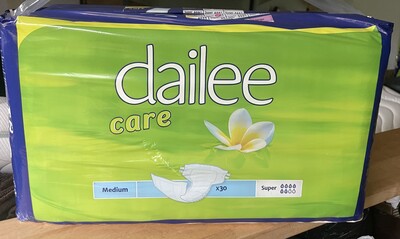 dailee
care
Medium
x30
Super